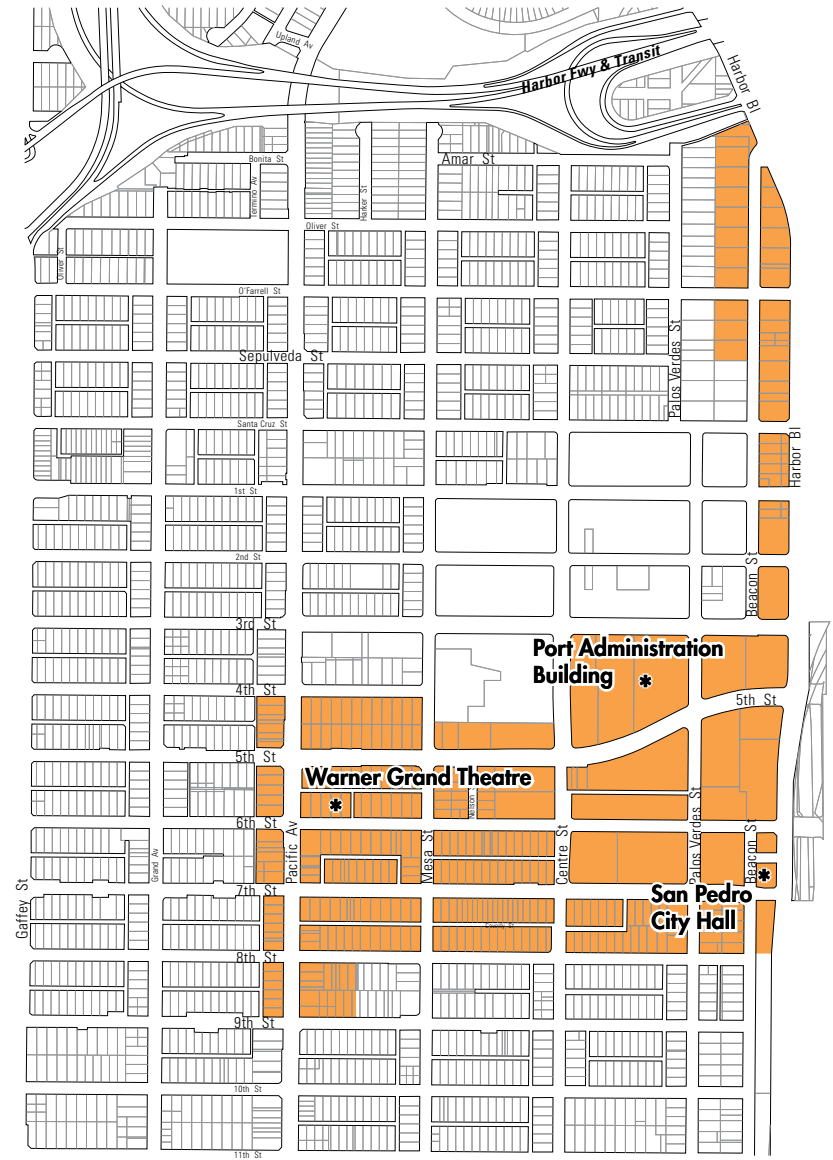 Upland Av
Harbor Fwy & Transit
Harbor Bl
Bonita St
Amar St
Termino Av
Harker St
Oliver St
Oliver St
O'Farrell St
Sepulveda St
Palos Verdes St
Santa Cruz St
Harbor Bl
1st St
2nd St
Beacon St
3rd St
Port Administration
Building
4th St
5th St
5th St
Warner Grand Theatre
Nelson St
6th St
Grand Av
Pacific Av
Mesa St
Centre St
Palos Verdes St
Beacon St
Gaffey St
7th St
San Pedro
City Hall
8th St
9th St
10th St
11th St